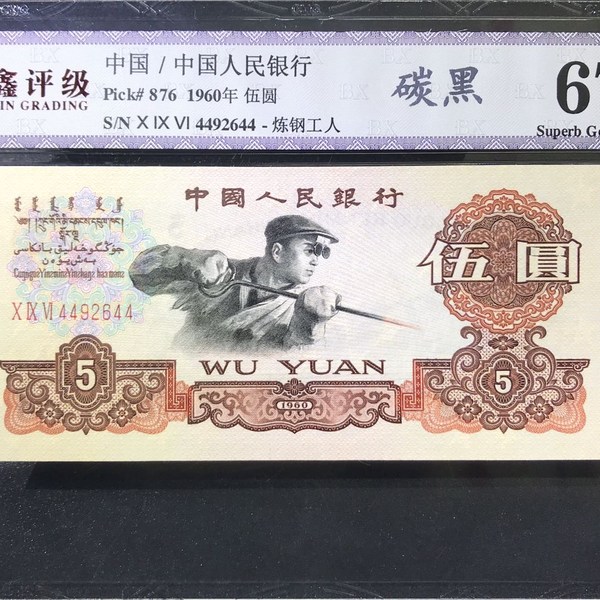 鑫评级
IN GRADING
中国 / 中国人民银行
Pick# 876 1960年 伍圆
S/N X IX VI 4492644 - 炼钢工人
碳黑
67
Superb Ge
中國人民銀行
伍圓
X IX VI 4492644
WU YUAN
5
1960
5